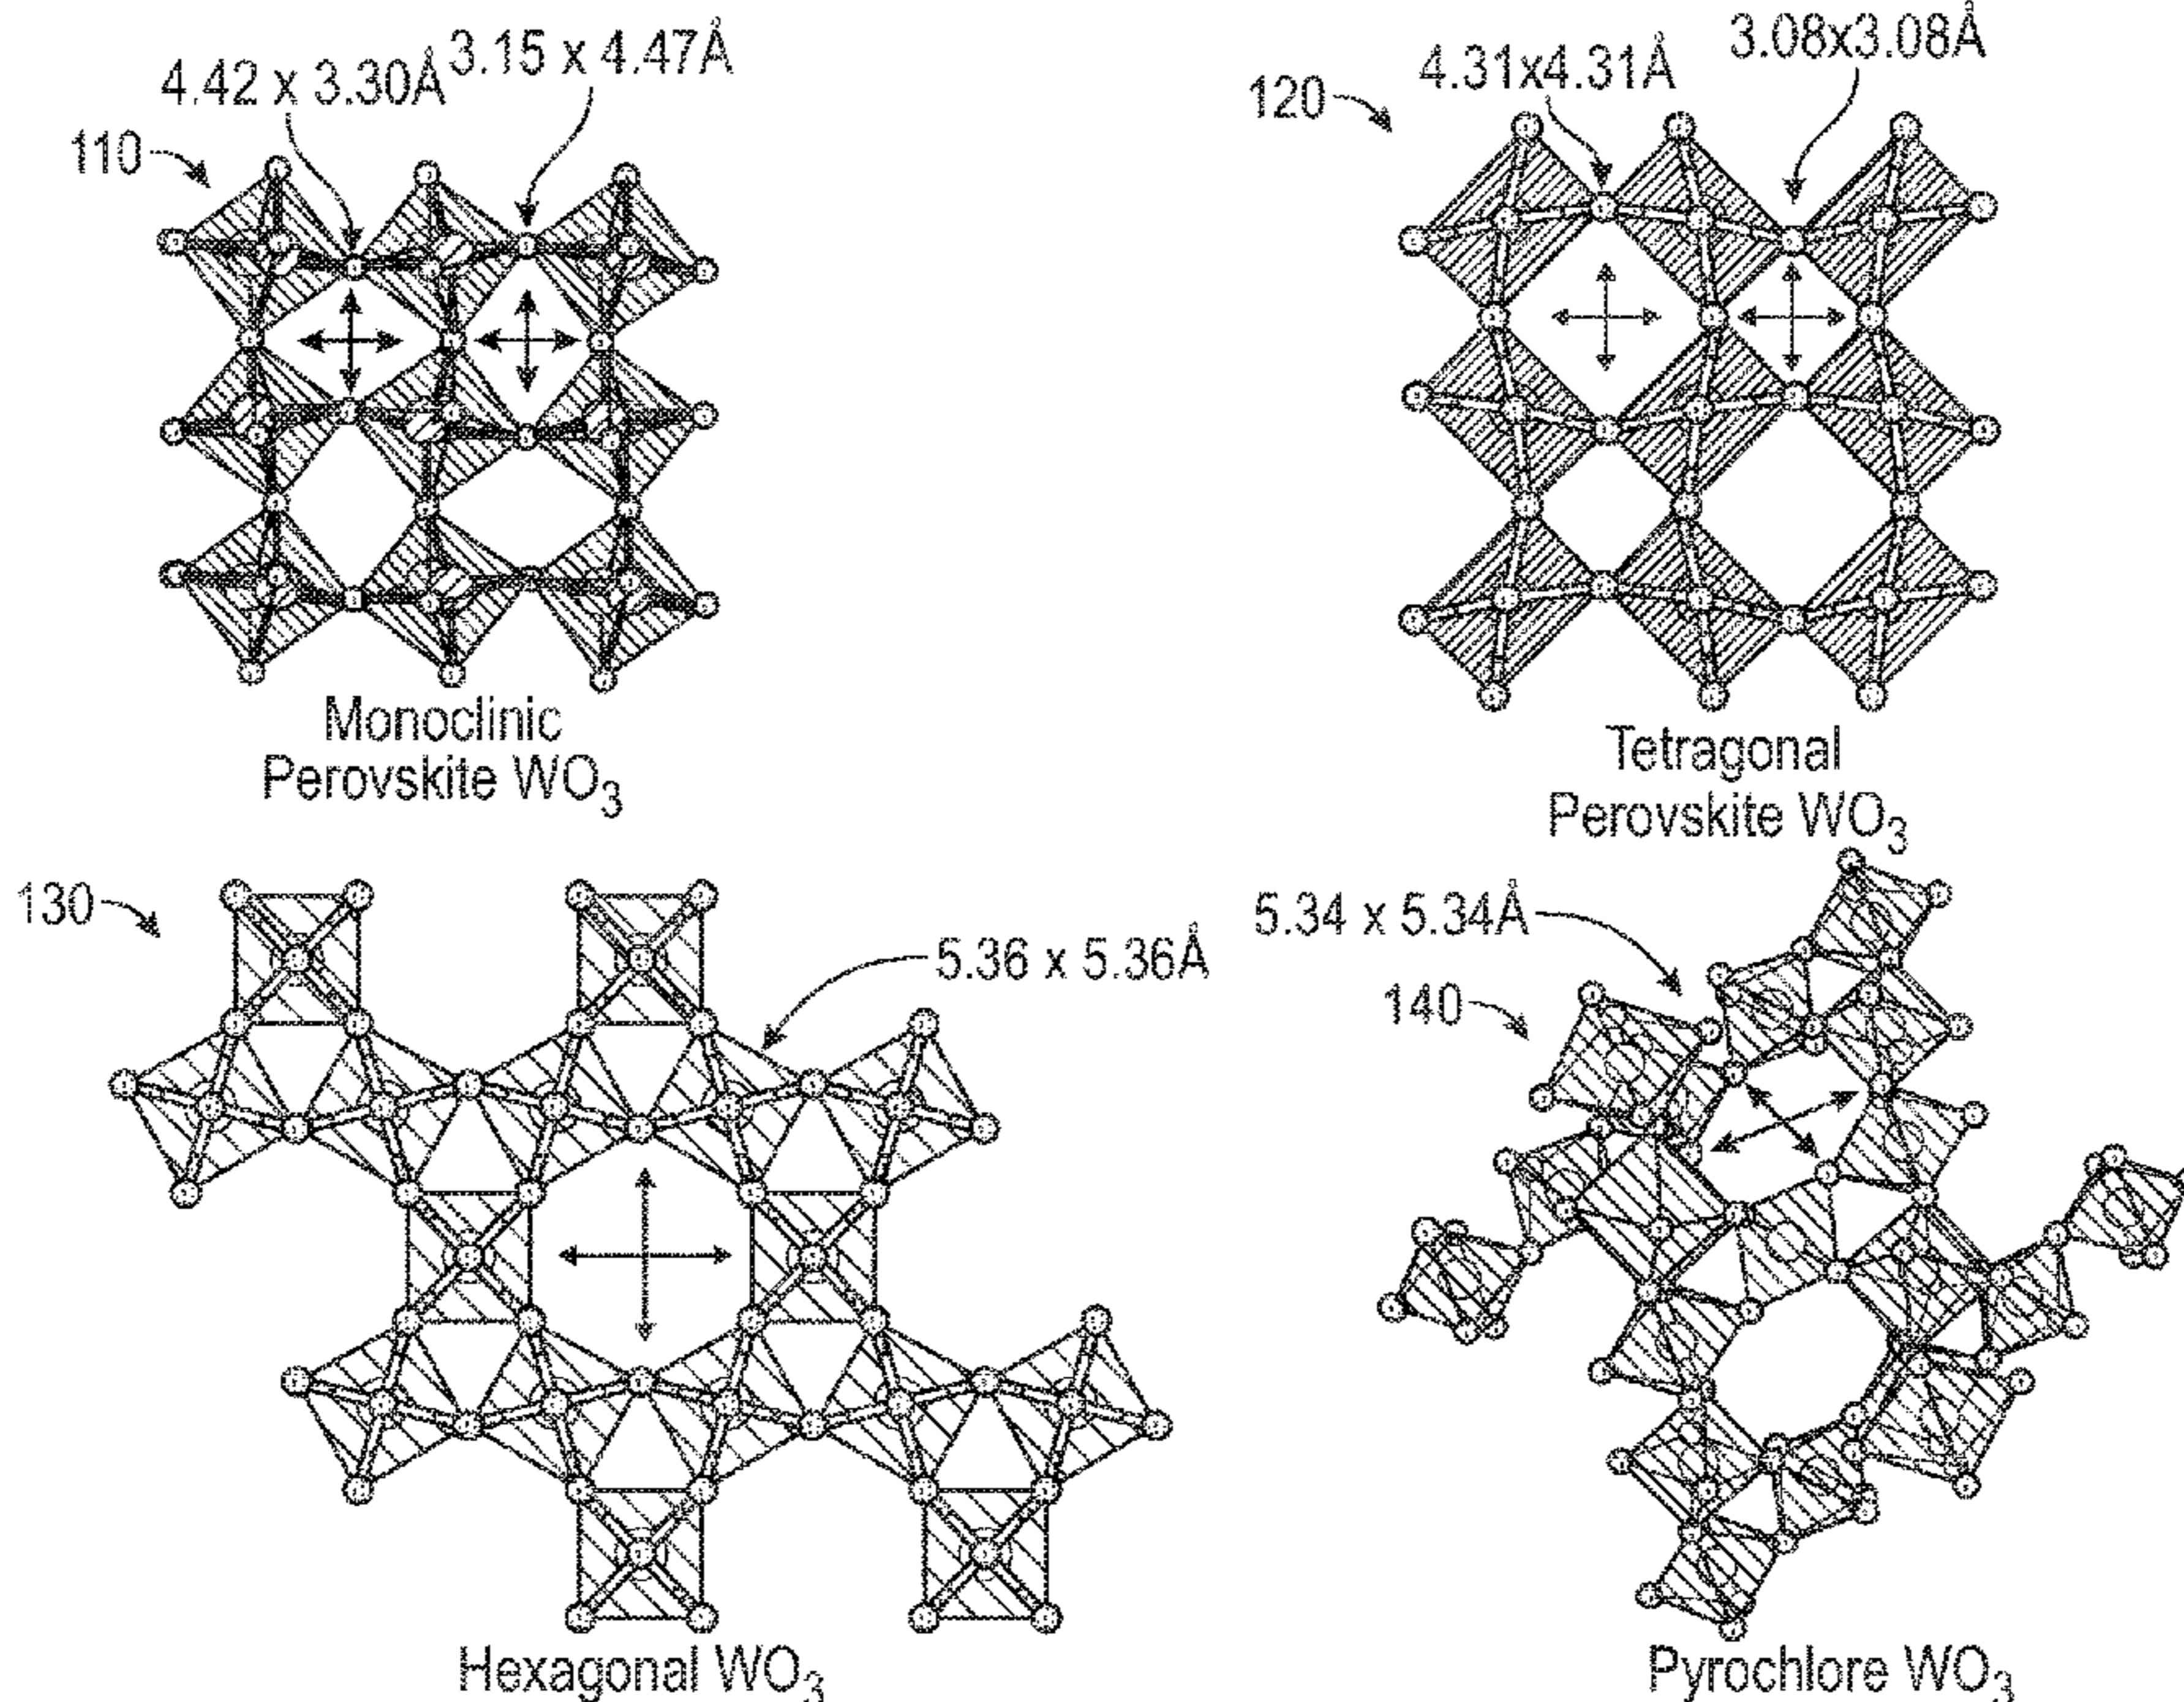 4.42 x 3.30Å
3.15 x 4.47Å
110
Monoclinic
Perovskite WO₃
4.31x4.31Å
3.08x3.08Å
120
Tetragonal
Perovskite WO₃
130
5.36 x 5.36Å
Hexagonal WO₃
5.34 x 5.34Å
140
Pyrochlore WO₃